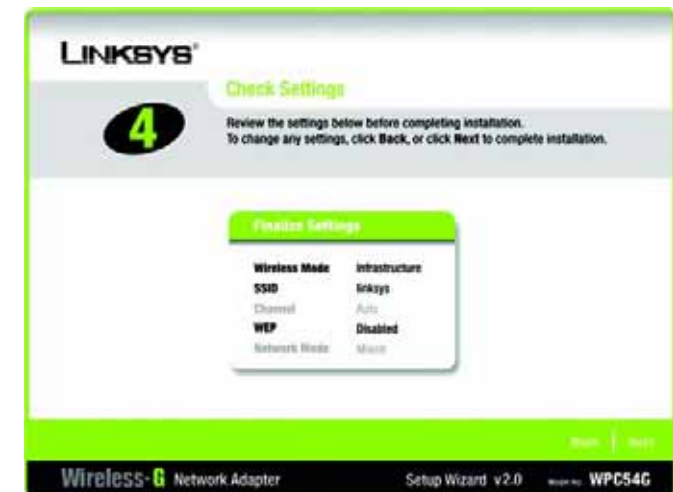 LINKSYS®
4
Check Settings
Review the settings below before completing installation.
To change any settings, click Back, or click Next to complete installation.
Finalize Settings
Wireless Mode Infrastructure
SSID linksys
Channel Auto
WEP Disabled
Network Mode Mixed
Back | Next
Wireless-G Network Adapter Setup Wizard v2.0 Model No. WPC54G